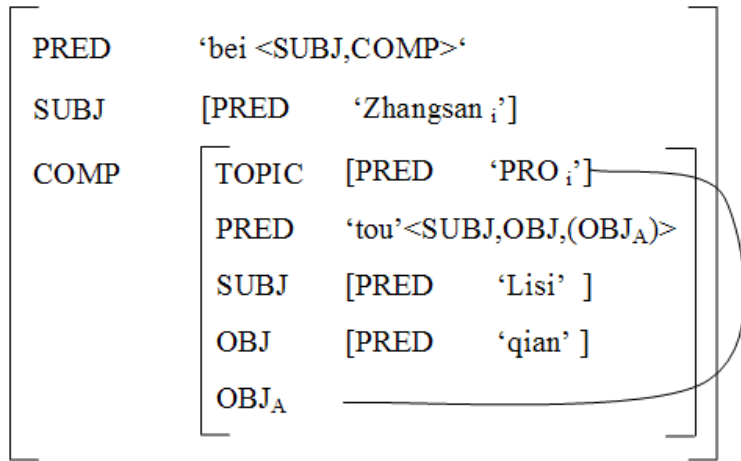 PRED ‘bei <SUBJ,COMP>‘
SUBJ [PRED ‘Zhangsan i’]
COMP TOPIC [PRED ‘PRO i’]
PRED ‘tou’<SUBJ,OBJ,(OBJA)>
SUBJ [PRED ‘Lisi’ ]
OBJ [PRED ‘qian’ ]
OBJA